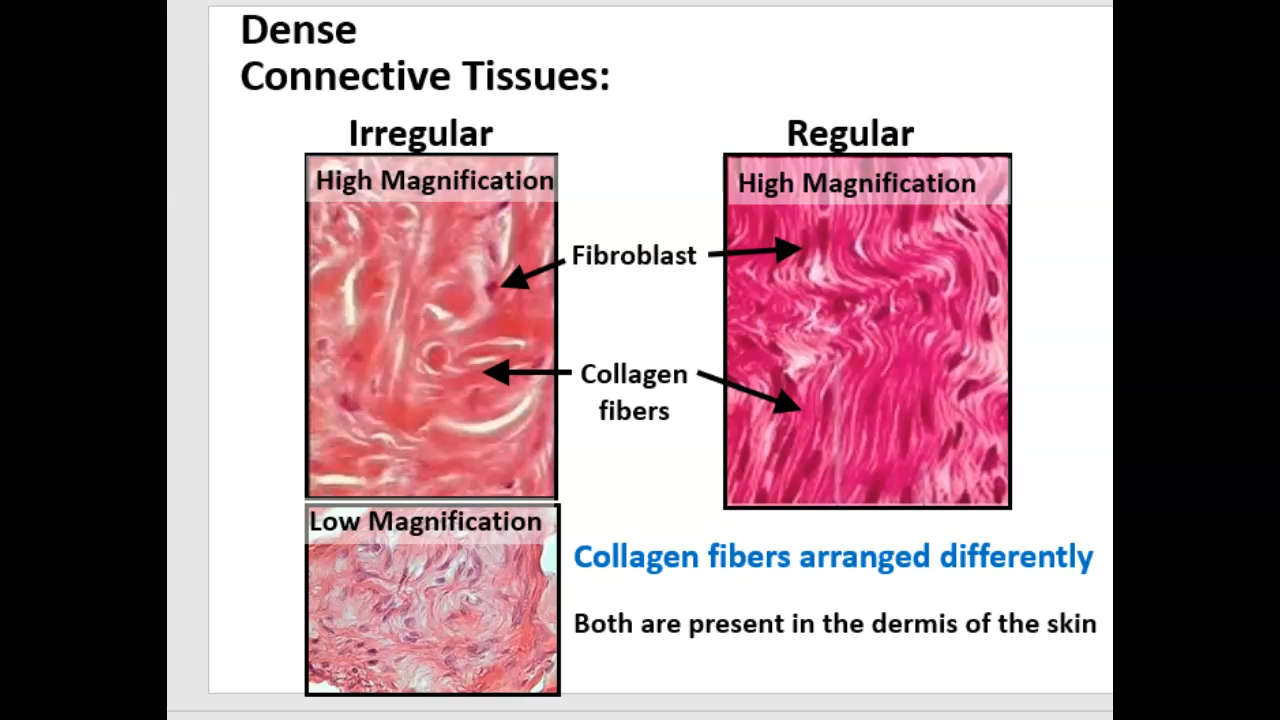 Dense
Connective Tissues:
Irregular
Regular
High Magnification
High Magnification
Fibroblast
Collagen
fibers
Low Magnification
Collagen fibers arranged differently
Both are present in the dermis of the skin